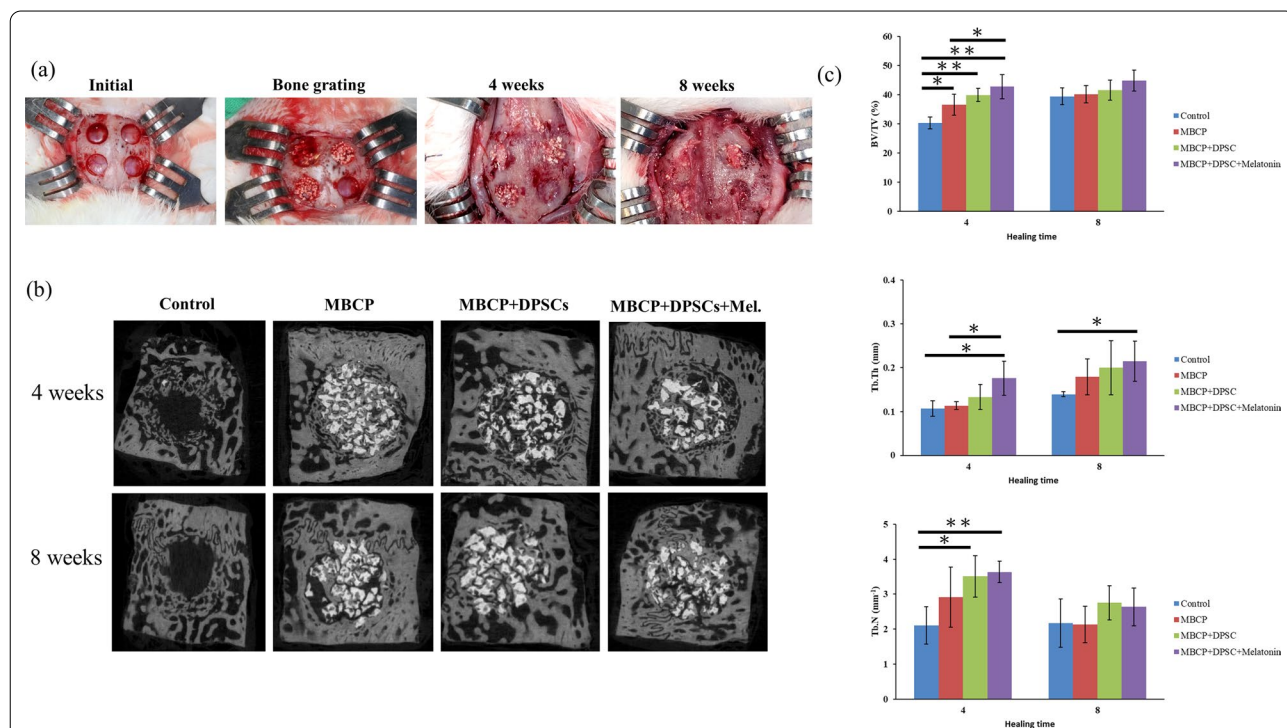 (a)
Initial
Bone grating
4 weeks
8 weeks
(b)
Control
MBCP
MBCP+DPSCs
MBCP+DPSCs+Mel.
4 weeks
8 weeks
(c)
60
50
40
30
20
10
0
BV/TV (%)
*
**
**
*
4
8
Healing time
Control
MBCP
MBCP+DPSC
MBCP+DPSC+Melatonin
0.4
0.3
0.2
0.1
0
Tb.Th (mm)
*
*
*
4
8
Healing time
Control
MBCP
MBCP+DPSC
MBCP+DPSC+Melatonin
5
4
3
2
1
0
Tb.N (mm⁻¹)
**
*
4
8
Healing time
Control
MBCP
MBCP+DPSC
MBCP+DPSC+Melatonin